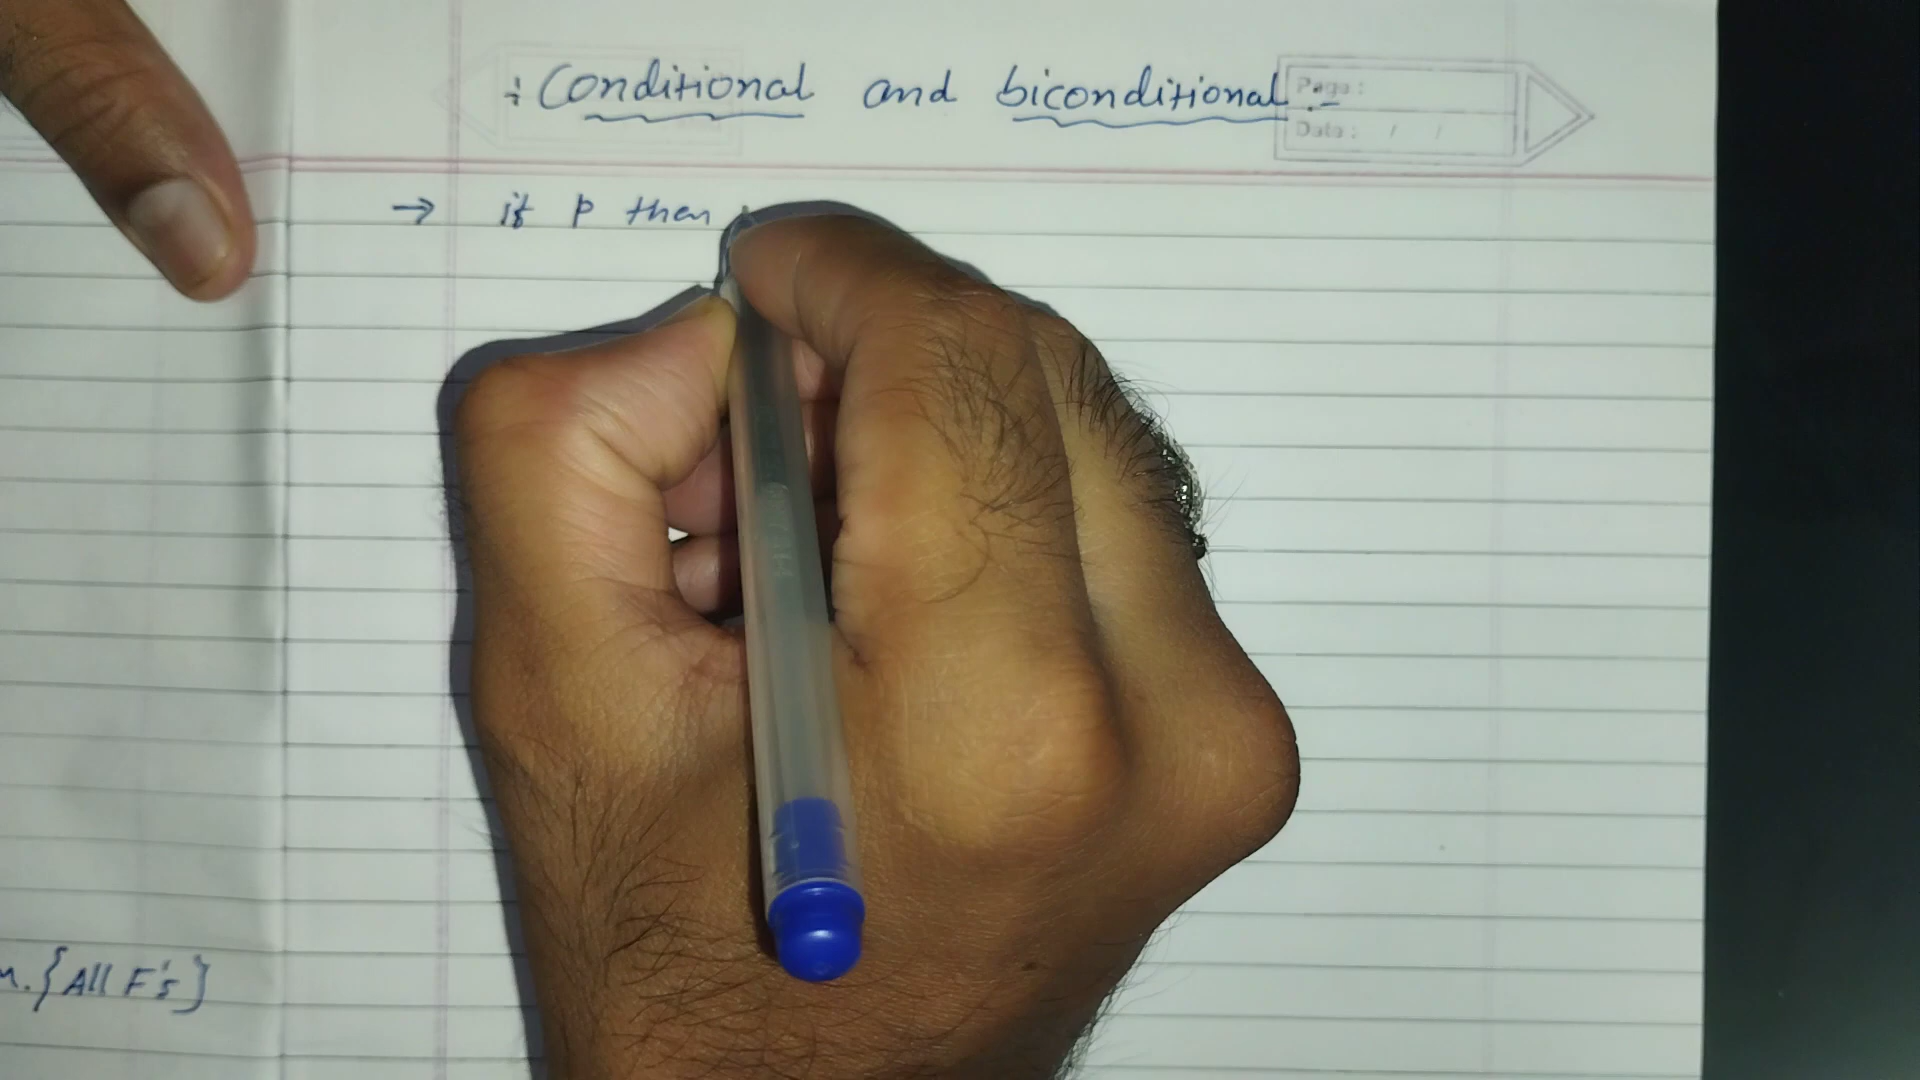 : Conditional and biconditional :-
Page :
Date : / /
→ if p then
m. {All F's}